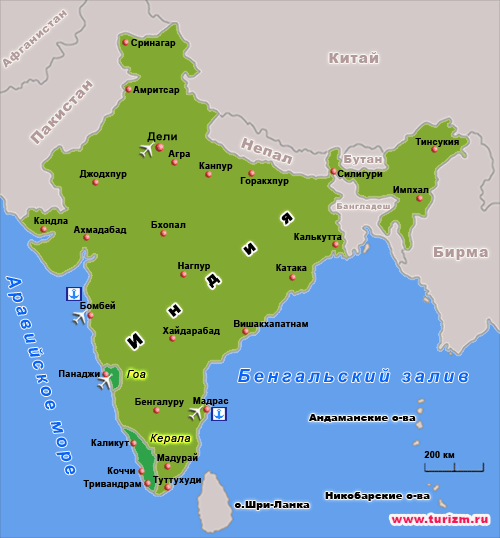 Афганистан
Сринагар
Китай
Амритсар
Пакистан
Дели
Агра
Непал
Тинсукия
Джодхпур
Канпур
Горакхпур
Бутан
Силигури
Импхал
Бангладеш
Кандла
Ахмадабад
Бхопал
Калькутта
Бирма
Нагпур
Катака
Индия
Бомбей
Хайдарабад
Вишакхапатнам
Аравийское море
Панаджи
Гоа
Бенгальский залив
Бенгалуру
Мадрас
Андаманские о-ва
Каликут
Керала
Мадурай
200 км
Коччи
Тривандрам
Туттухуди
о.Шри-Ланка
Никобарские о-ва
www.turizm.ru